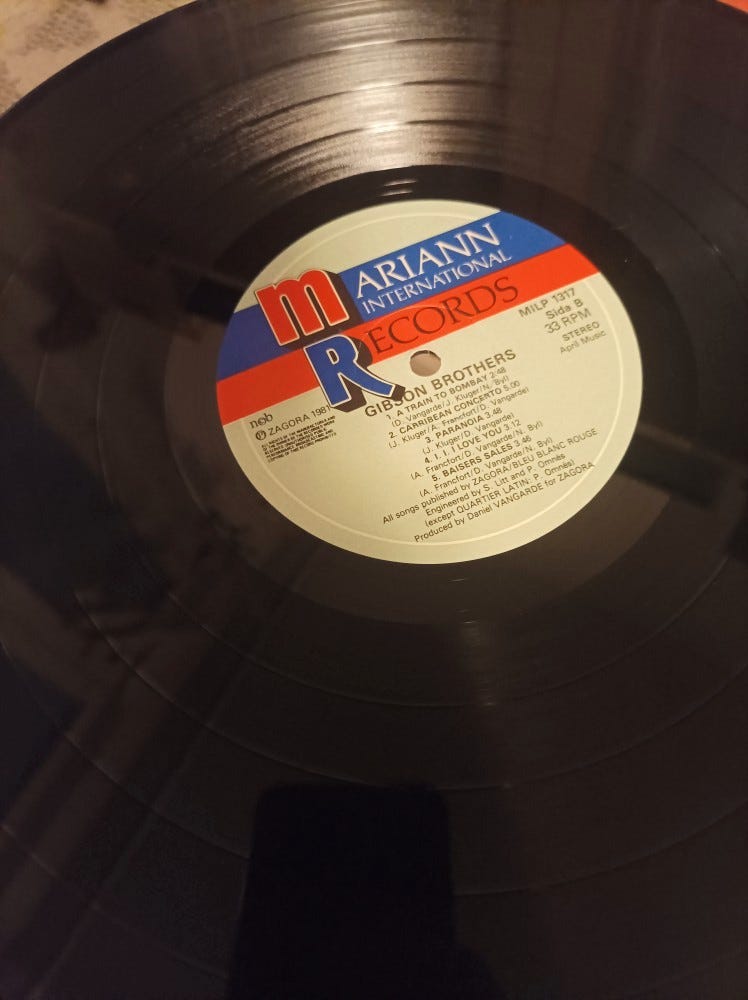 MARIANN
INTERNATIONAL
RECORDS
MILP 1317
Sida B
33 RPM
STEREO
April Music
ncb
Ⓟ ZAGORA 1981
GIBSON BROTHERS
1. A TRAIN TO BOMBAY 2:48
(D. Vangarde/J. Kluger/N. Byl)
2. CARRIBEAN CONCERTO 5.00
(J. Kluger/A. Francfort/D. Vangarde)
3. PARANOIA 3.48
(J. Kluger/D. Vangarde)
4. I. I. I LOVE YOU 3.12
(A. Francfort/D. Vangarde/N. Byl)
5. BAISERS SALES 3.46
(A. Francfort/D. Vangarde/N. Byl)
All songs published by ZAGORA/BLEU BLANC ROUGE
Engineered by S. Litt and P. Omnès
(except QUARTIER LATIN: P. Omnès)
Produced by Daniel VANGARDE for ZAGORA